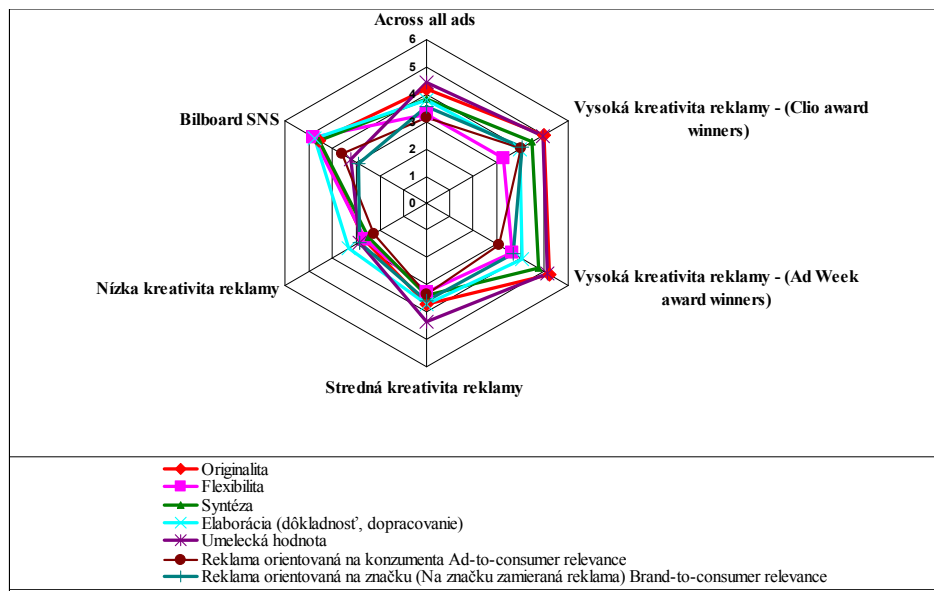 Across all ads
6
5
4
3
2
1
0
Vysoká kreativita reklamy - (Clio award
winners)
Vysoká kreativita reklamy - (Ad Week
award winners)
Stredná kreativita reklamy
Nízka kreativita reklamy
Bilboard SNS
Originalita
Flexibilita
Syntéza
Elaborácia (dôkladnosť, dopracovanie)
Umelecká hodnota
Reklama orientovaná na konzumenta Ad-to-consumer relevance
Reklama orientovaná na značku (Na značku zamieraná reklama) Brand-to-consumer relevance